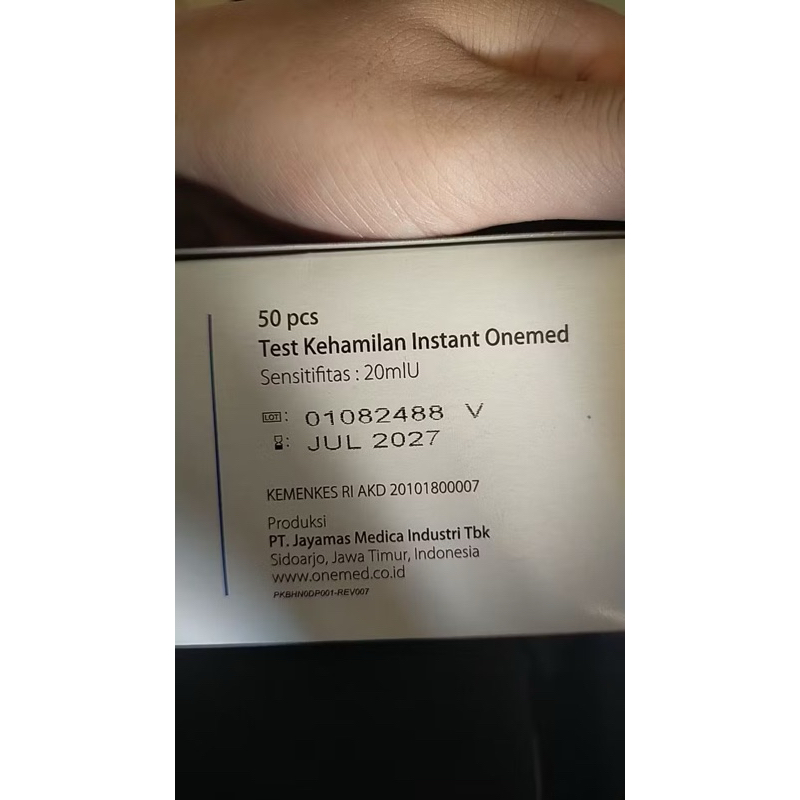 50 pcs
Test Kehamilan Instant Onemed
Sensitifitas : 20mIU
LOT : 01082488 V
: JUL 2027
KEMENKES RI AKD 20101800007
Produksi
PT. Jayamas Medica Industri Tbk
Sidoarjo, Jawa Timur, Indonesia
www.onemed.co.id
PKBHN0DP001-REV007